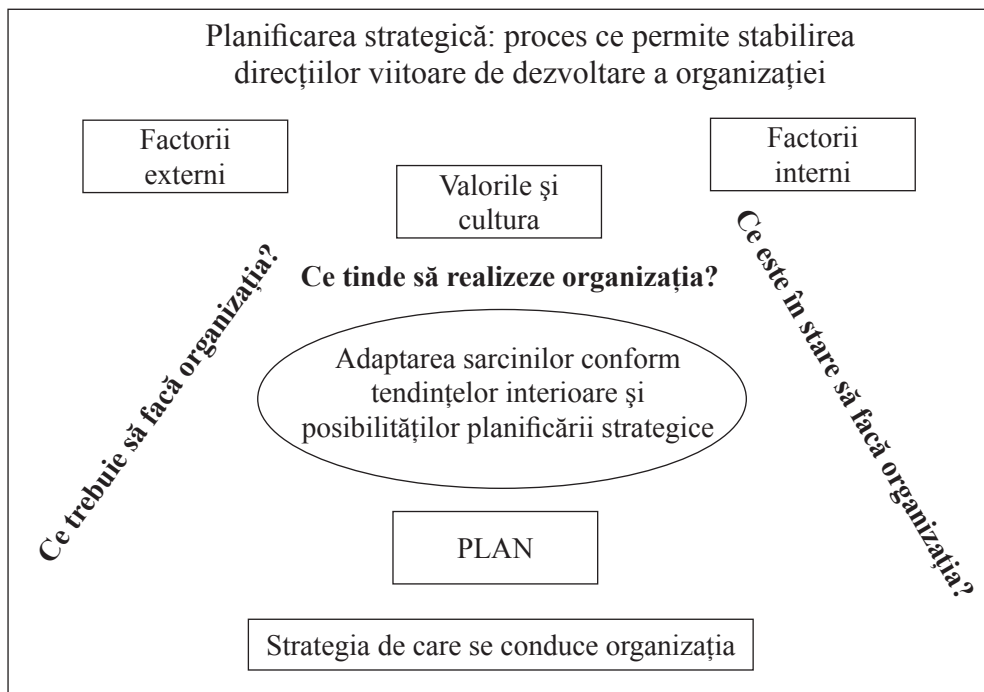 Planificarea strategică: proces ce permite stabilirea
direcțiilor viitoare de dezvoltare a organizației
Factorii
externi
Valorile şi
cultura
Factorii
interni
Ce trebuie să facă organizația?
Ce tinde să realizeze organizația?
Ce este în stare să facă organizația?
Adaptarea sarcinilor conform
tendințelor interioare şi
posibilităților planificării strategice
PLAN
Strategia de care se conduce organizația